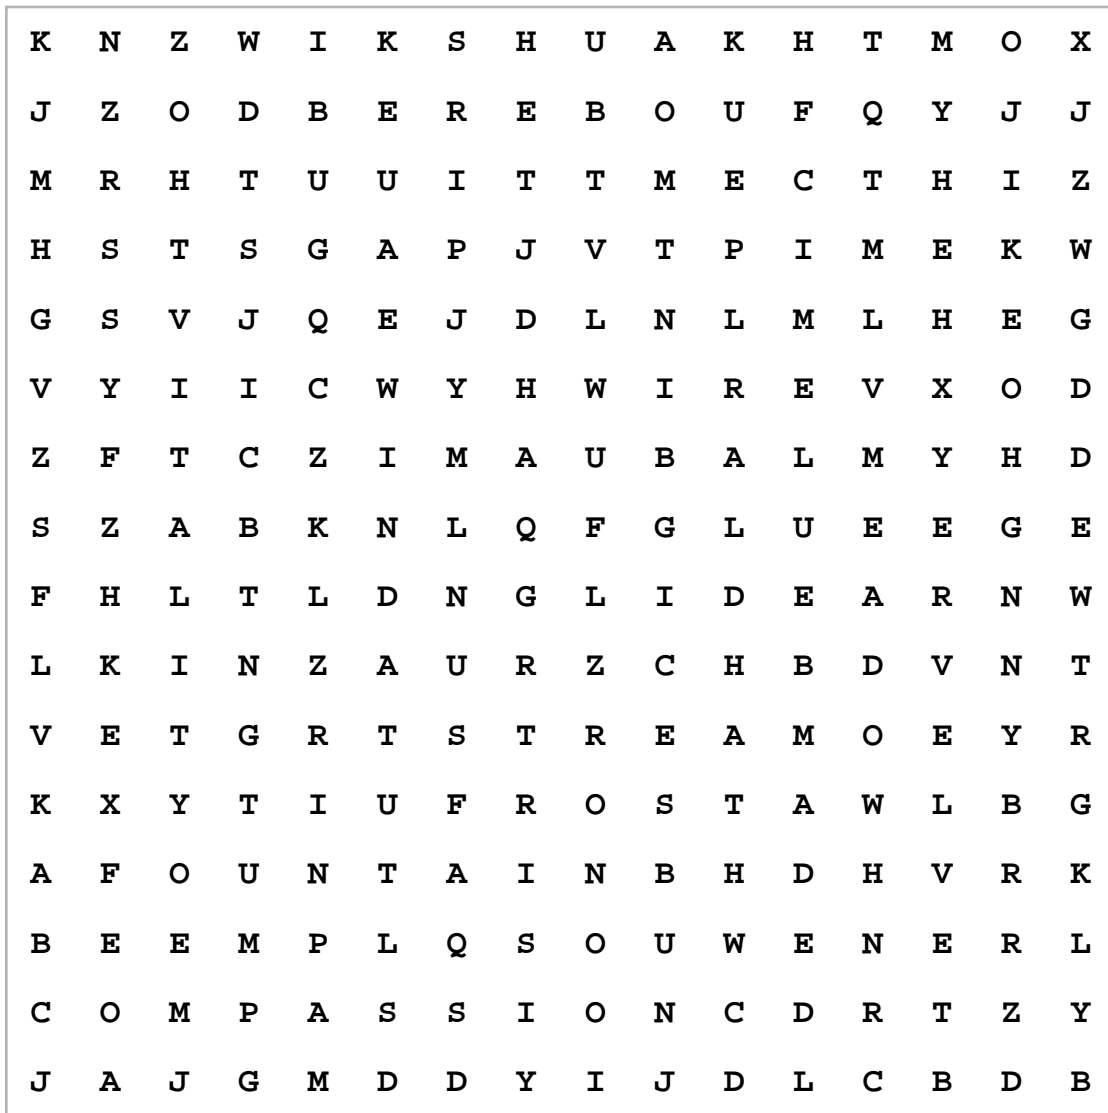 K N Z W I K S H U A K H T M O X
J Z O D B E R E B O U F Q Y J J
M R H T U U I T T M E C T H I Z
H S T S G A P J V T P I M E K W
G S V J Q E J D L N L M L H E G
V Y I I C W Y H W I R E V X O D
Z F T C Z I M A U B A L M Y H D
S Z A B K N L Q F G L U E E G E
F H L T L D N G L I D E A R N W
L K I N Z A U R Z C H B D V N T
V E T G R T S T R E A M O E Y R
K X Y T I U F R O S T A W L B G
A F O U N T A I N B H D H V R K
B E E M P L Q S O U W E N E R L
C O M P A S S I O N C D R T Z Y
J A J G M D D Y I J D L C B D B